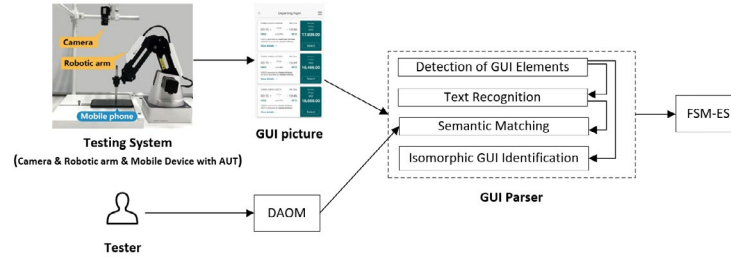 Camera
Robotic arm
Mobile phone
Testing System
(Camera & Robotic arm & Mobile Device with AUT)
GUI picture
Tester
DAOM
Detection of GUI Elements
Text Recognition
Semantic Matching
Isomorphic GUI Identification
GUI Parser
FSM-ES